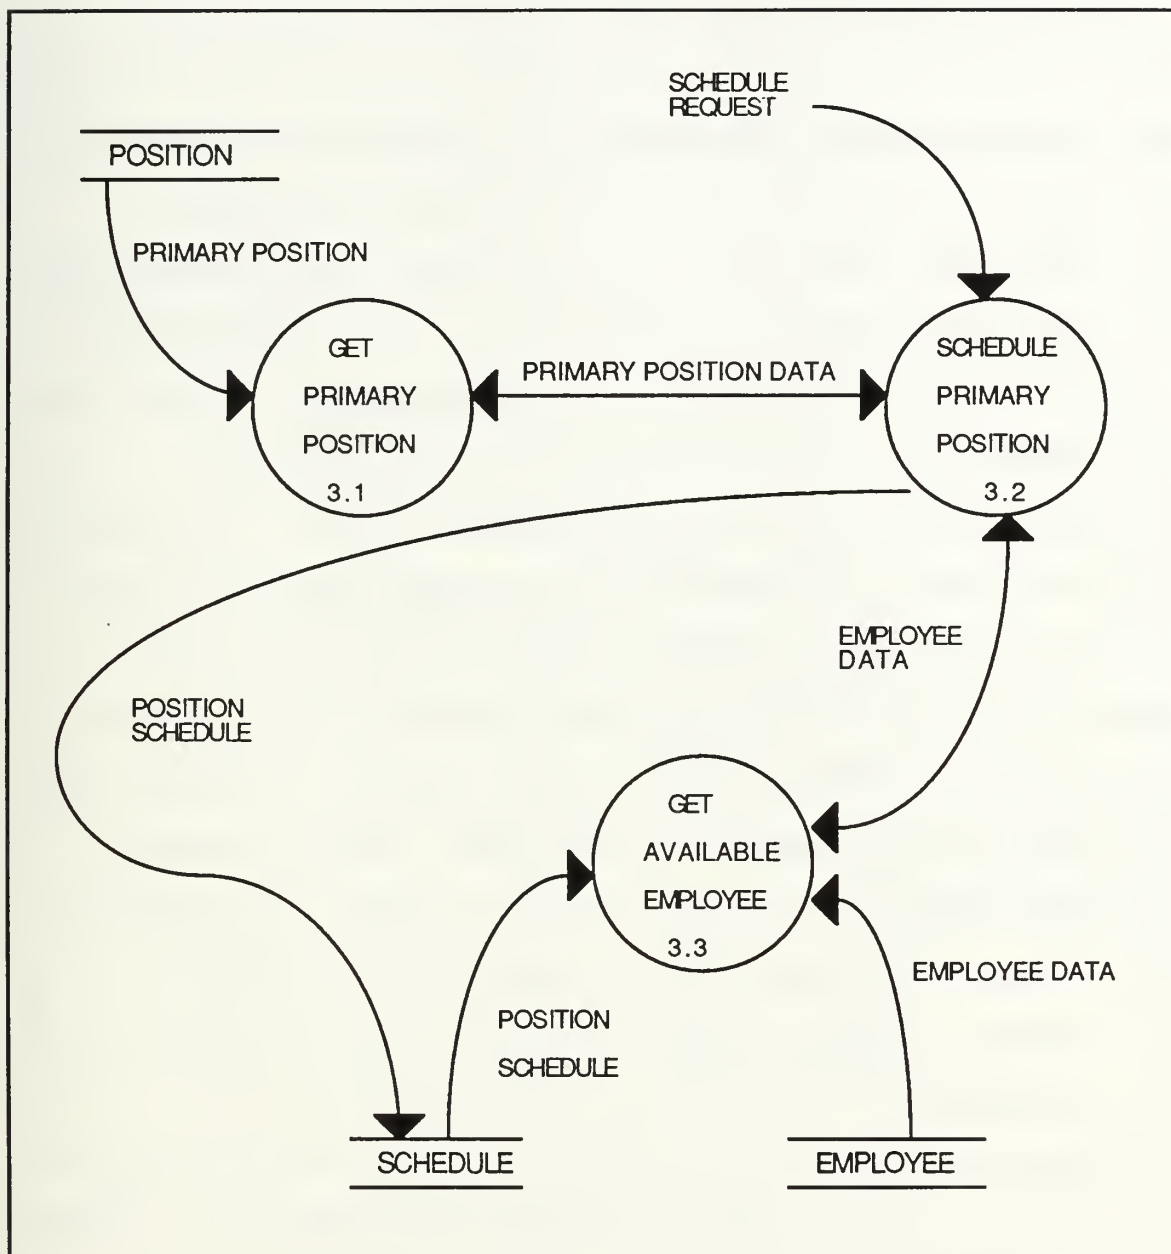 SCHEDULE
REQUEST
POSITION
PRIMARY POSITION
GET
PRIMARY
POSITION
3.1
PRIMARY POSITION DATA
SCHEDULE
PRIMARY
POSITION
3.2
EMPLOYEE
DATA
POSITION
SCHEDULE
GET
AVAILABLE
EMPLOYEE
3.3
EMPLOYEE DATA
POSITION
SCHEDULE
SCHEDULE
EMPLOYEE